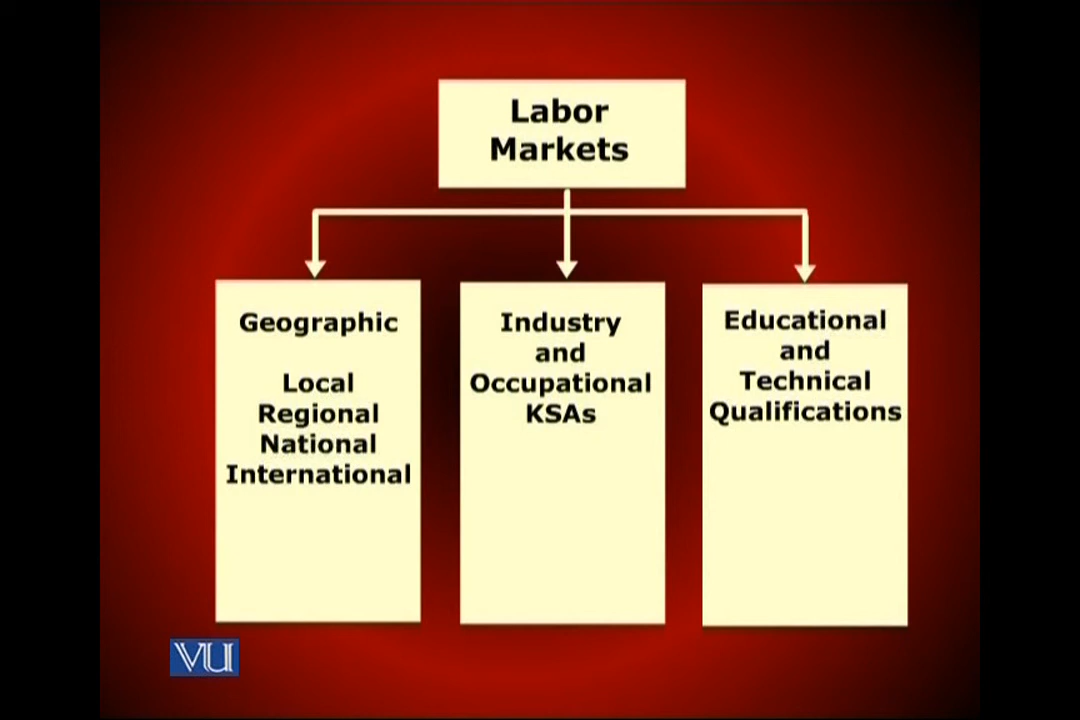 Labor
Markets
Geographic
Local
Regional
National
International
Industry
and
Occupational
KSAs
Educational
and
Technical
Qualifications
VU